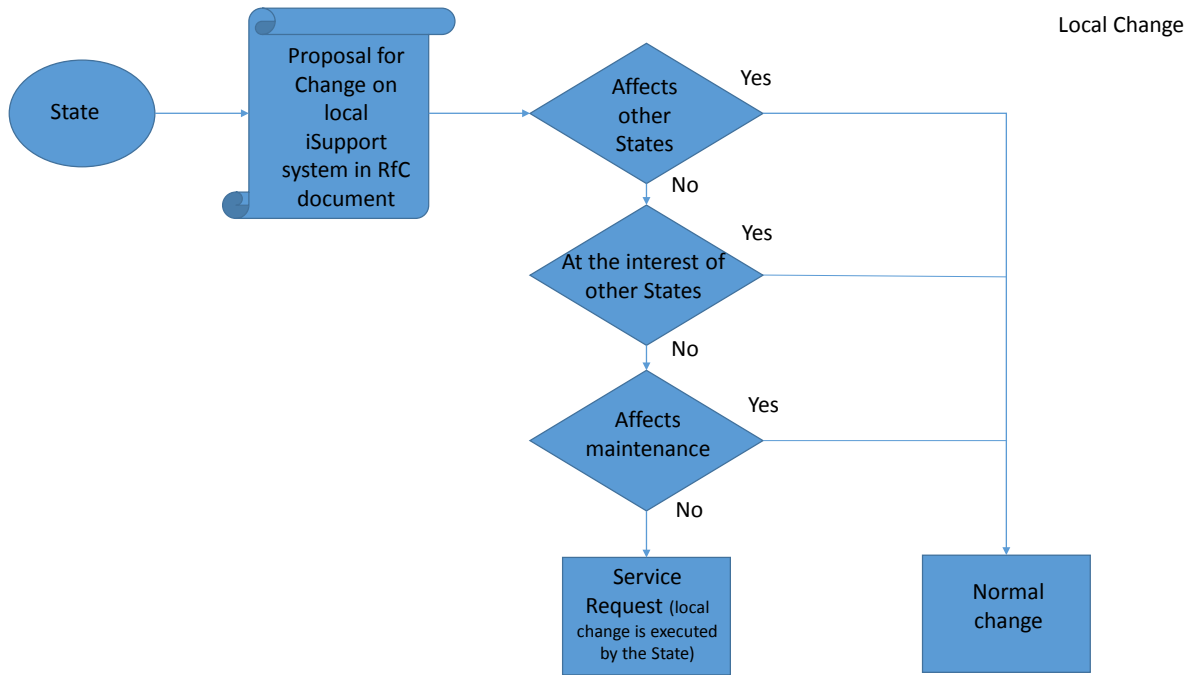 Local Change
State
Proposal for
Change on
local
iSupport
system in RfC
document
Affects
other
States
Yes
No
At the interest of
other States
Yes
No
Affects
maintenance
Yes
No
Service
Request (local
change is executed
by the State)
Normal
change